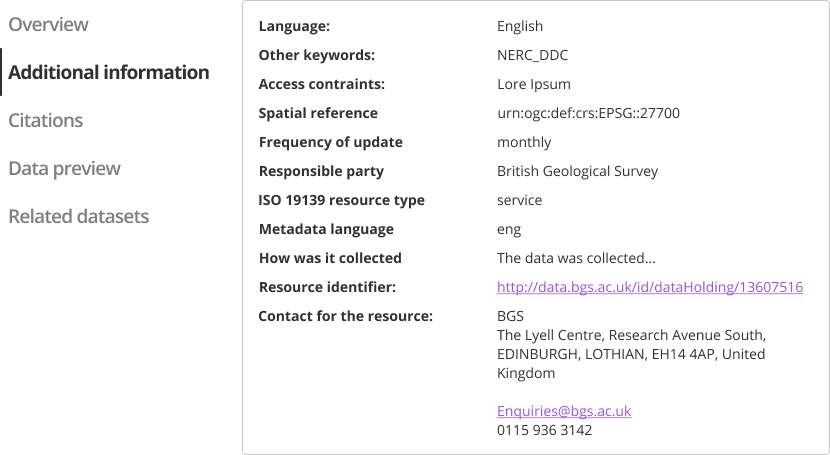 Overview
Additional information
Citations
Data preview
Related datasets
Language: English
Other keywords: NERC_DDC
Access contraints: Lore Ipsum
Spatial reference urn:ogc:def:crs:EPSG::27700
Frequency of update monthly
Responsible party British Geological Survey
ISO 19139 resource type service
Metadata language eng
How was it collected The data was collected...
Resource identifier: http://data.bgs.ac.uk/id/dataHolding/13607516
Contact for the resource: BGS
The Lyell Centre, Research Avenue South,
EDINBURGH, LOTHIAN, EH14 4AP, United
Kingdom
Enquiries@bgs.ac.uk
0115 936 3142